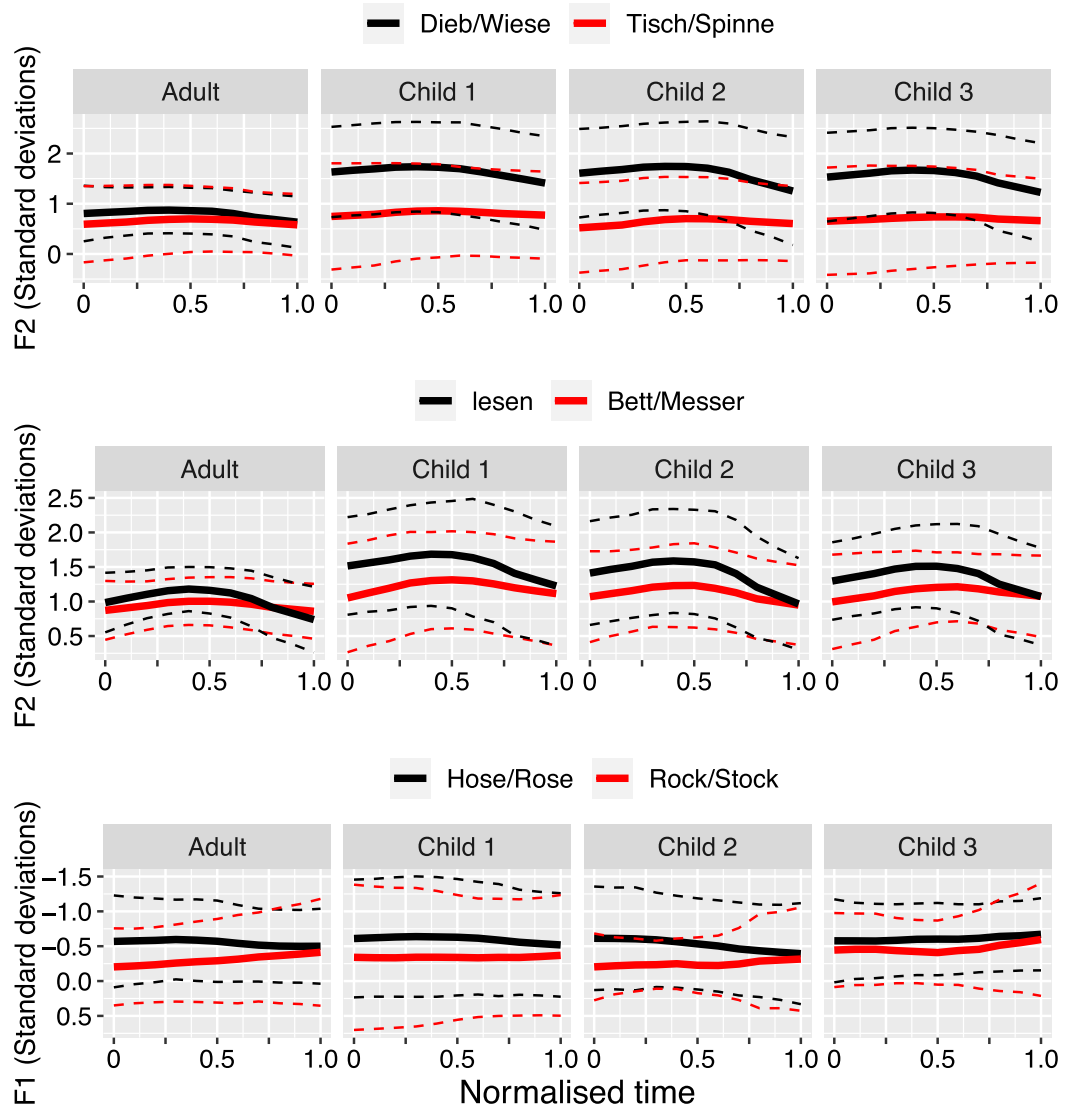 Dieb/Wiese Tisch/Spinne
F2 (Standard deviations)
Adult Child 1 Child 2 Child 3
2
1
0
0 0.5 1.0 0 0.5 1.0 0 0.5 1.0 0 0.5 1.0
lesen Bett/Messer
F2 (Standard deviations)
Adult Child 1 Child 2 Child 3
2.5
2.0
1.5
1.0
0.5
0 0.5 1.0 0 0.5 1.0 0 0.5 1.0 0 0.5 1.0
Hose/Rose Rock/Stock
F1 (Standard deviations)
Adult Child 1 Child 2 Child 3
−1.5
−1.0
−0.5
0.0
0.5
0 0.5 1.0 0 0.5 1.0 0 0.5 1.0 0 0.5 1.0
Normalised time